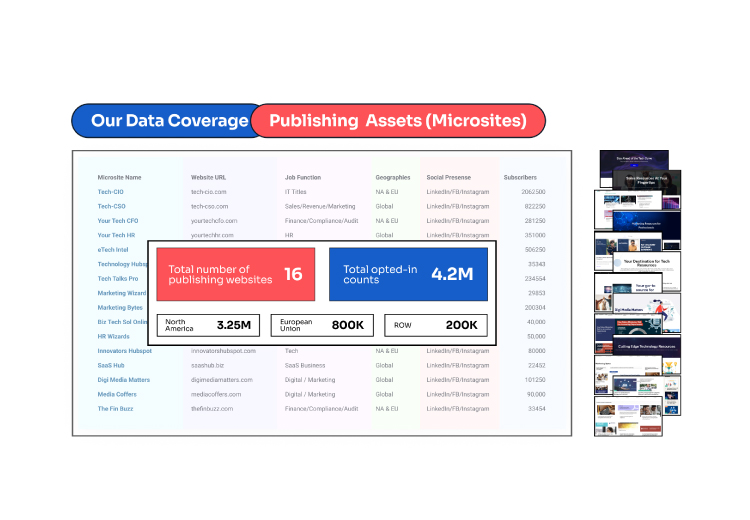 Our Data Coverage Publishing Assets (Microsites)
Microsite Name Website URL Job Function Geographies Social Presense Subscribers
Tech-CIO tech-cio.com IT Titles NA & EU LinkedIn/FB/Instagram 2062500
Tech-CSO tech-cso.com Sales/Revenue/Marketing Global LinkedIn/FB/Instagram 822250
Your Tech CFO yourtechcfo.com Finance/Compliance/Audit NA & EU LinkedIn/FB/Instagram 281250
Your Tech HR yourtechhr.com HR Global LinkedIn/FB/Instagram 351000
eTech Intel 506250
Technology Hubsp 35343
Tech Talks Pro 234554
Marketing Wizard 29853
Marketing Bytes 200304
Biz Tech Sol Onlin 40,000
HR Wizards 50,000
Total number of
publishing websites 16
Total opted-in
counts 4.2M
North
America 3.25M
European
Union 800K
ROW 200K
Innovators Hubspot innovatorshubspot.com Tech NA & EU LinkedIn/FB/Instagram 80000
SaaS Hub ssashub.biz SaaS Business Global LinkedIn/FB/Instagram 22432
Digi Media Matters digimediamatters.com Digital / Marketing Global LinkedIn/FB/Instagram 101250
Media Coffers mediacoffers.com Digital / Marketing Global LinkedIn/FB/Instagram 90,000
The Fin Buzz thefinbuzz.com Finance/Compliance/Audit NA & EU LinkedIn/FB/Instagram 33454
Your Destination for Tech
Resources
Digi Media Matters
Cutting Edge Technology Resources